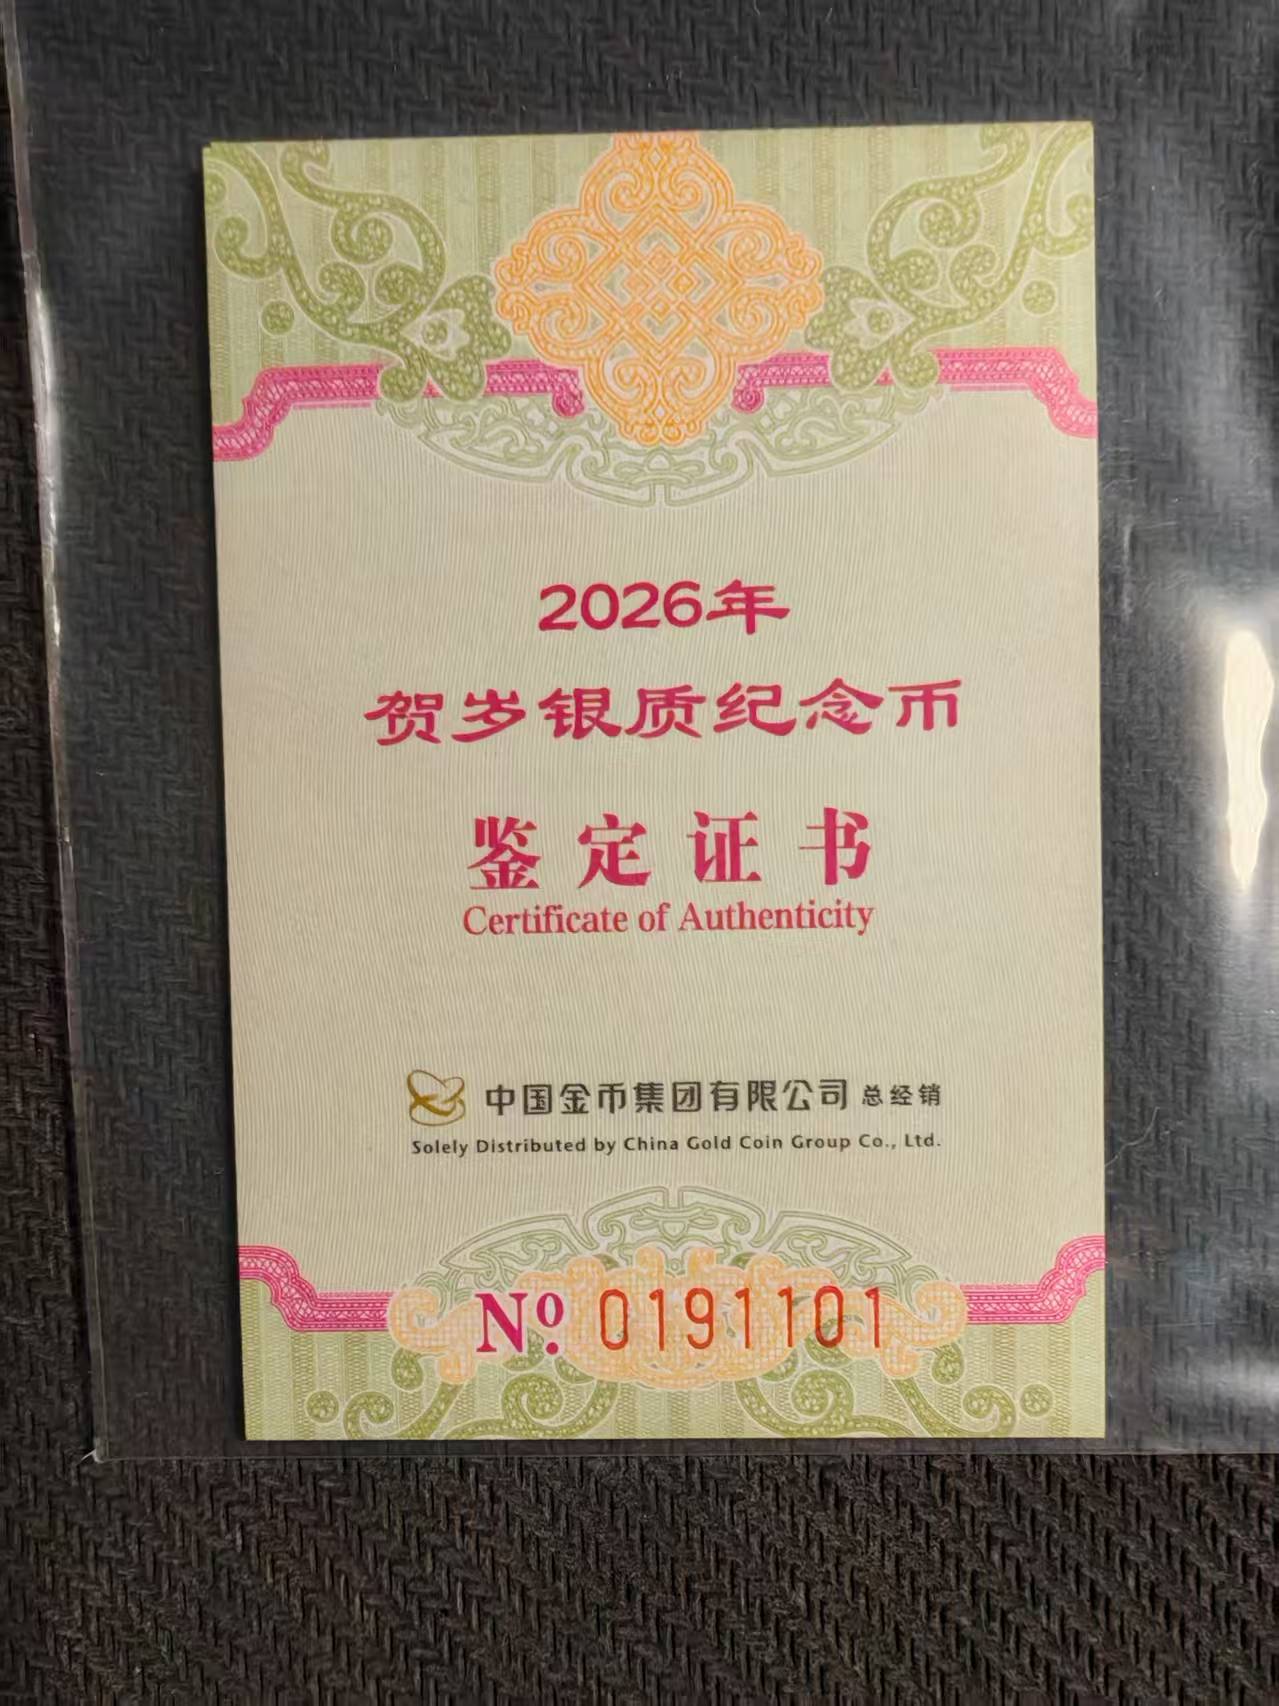 2026年
贺岁银质纪念币
鉴定证书
Certificate of Authenticity
中国金币集团有限公司 总经销
Solely Distributed by China Gold Coin Group Co., Ltd.
Nº. 0191101